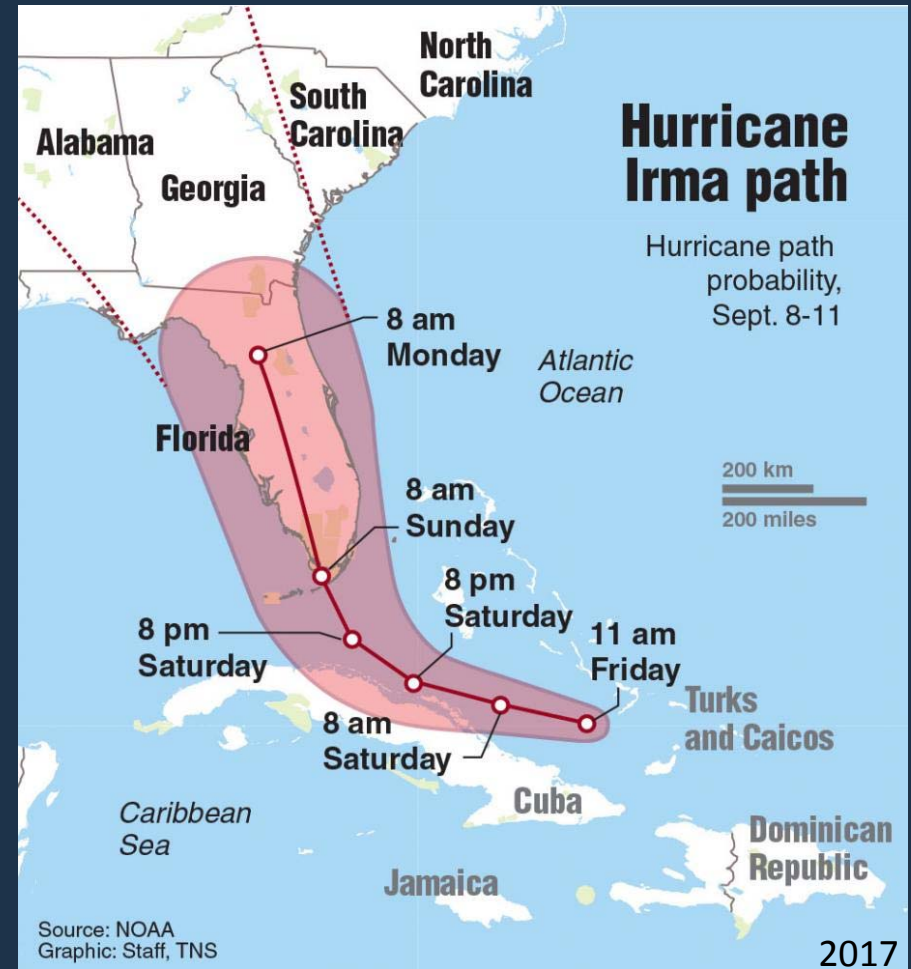 North
Carolina
South
Carolina
Alabama
Georgia
Hurricane
Irma path
Hurricane path
probability,
Sept. 8-11
8 am
Monday
Atlantic
Ocean
Florida
200 km
200 miles
8 am
Sunday
8 pm
Saturday
8 pm
Saturday
11 am
Friday
8 am
Saturday
Turks
and Caicos
Caribbean
Sea
Cuba
Dominican
Republic
Jamaica
Source: NOAA
Graphic: Staff, TNS
2017